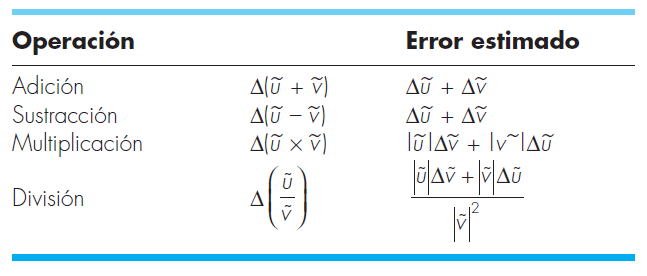 Operación Error estimado
Adición Δ(ũ + ṽ) Δũ + Δṽ
Sustracción Δ(ũ − ṽ) Δũ + Δṽ
Multiplicación Δ(ũ × ṽ) |ũ|Δṽ + |v~|Δũ
División Δ(ũ/ṽ) (|ũ|Δṽ + |ṽ|Δũ)/|ṽ|²